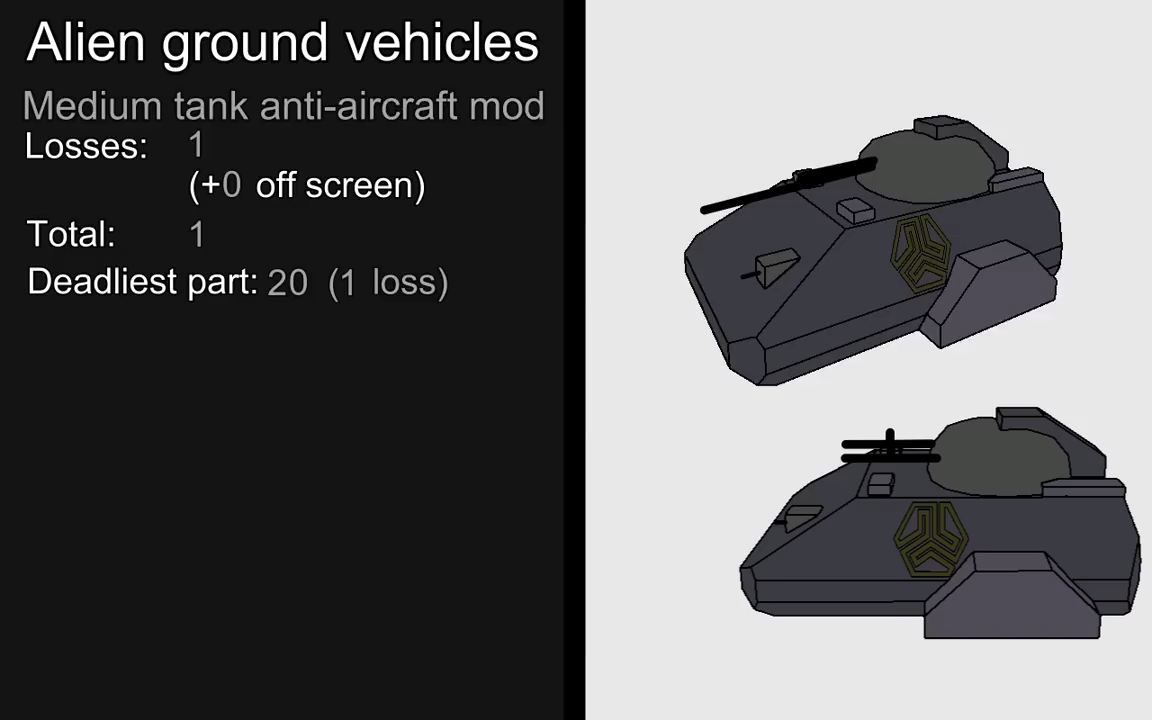 Alien ground vehicles
Medium tank anti-aircraft mod
Losses: 1
(+0 off screen)
Total: 1
Deadliest part: 20 (1 loss)